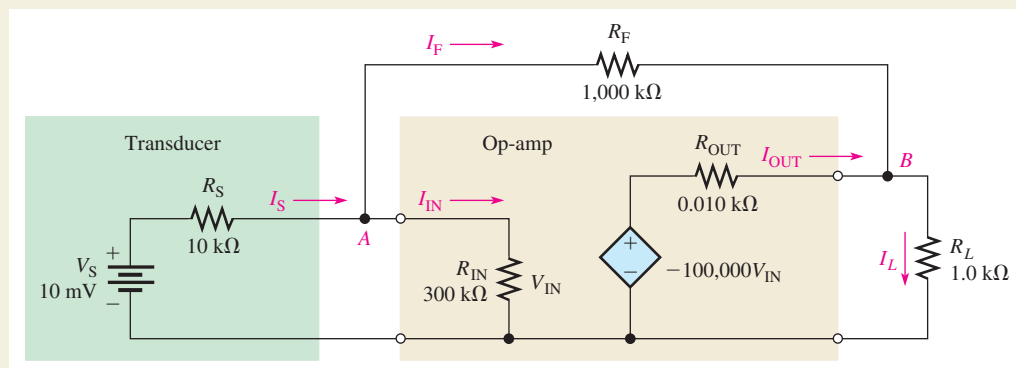 I_F
R_F
1,000 kΩ
Transducer
Op-amp
R_OUT
I_OUT
B
R_S
I_S
I_IN
0.010 kΩ
10 kΩ
A
+
V_S
10 mV
−
R_IN
300 kΩ
V_IN
+
−
−100,000V_IN
I_L
R_L
1.0 kΩ